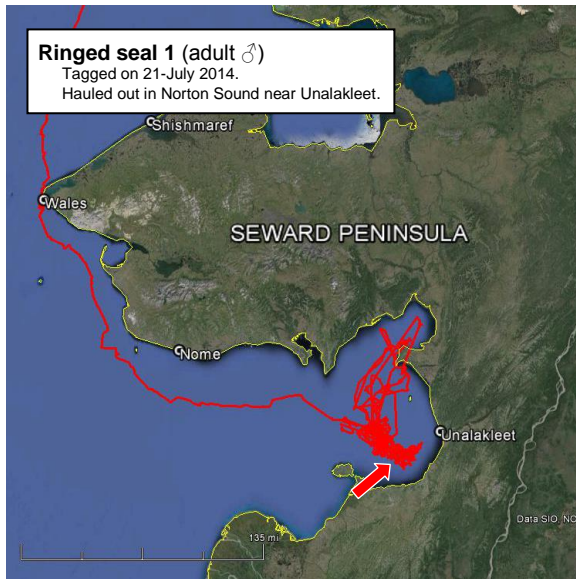 Ringed seal 1 (adult ♂)
Tagged on 21-July 2014.
Hauled out in Norton Sound near Unalakleet.
Shishmaref
Wales
SEWARD PENINSULA
Nome
Unalakleet
Data SIO, NO
135 mi